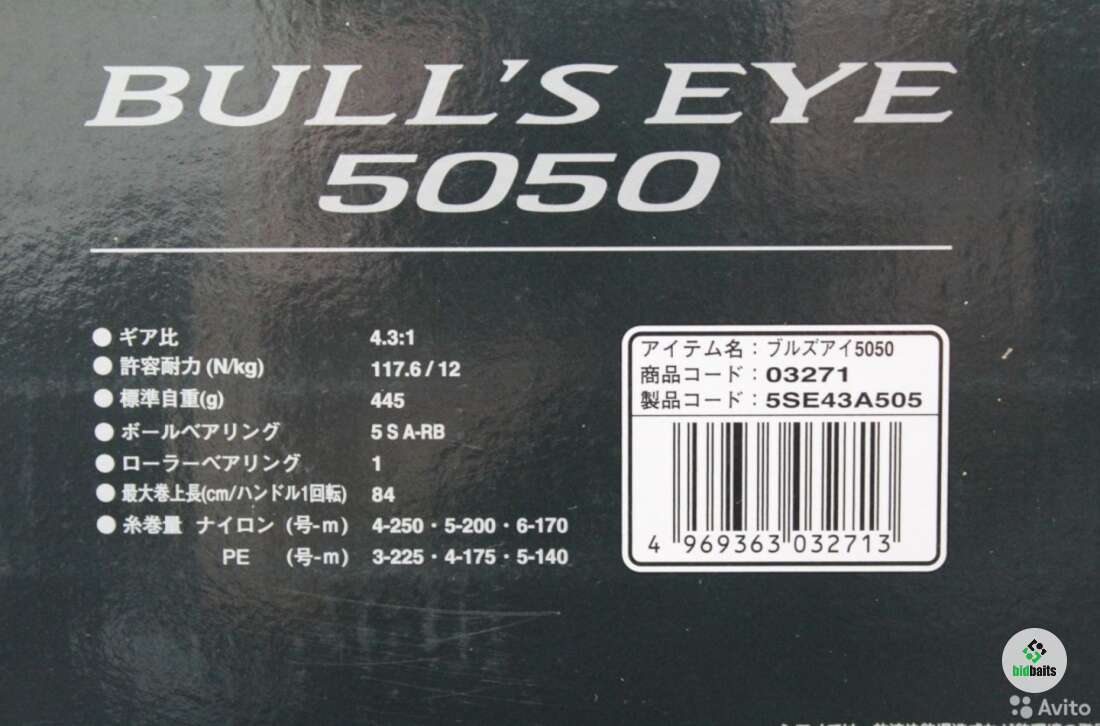 BULL'S EYE
5050
● ギア比 4.3:1
● 許容耐力 (N/kg) 117.6 / 12
● 標準自重(g) 445
● ボールベアリング 5 S A-RB
● ローラーベアリング 1
● 最大巻上長(cm/ハンドル1回転) 84
● 糸巻量 ナイロン (号-m) 4-250・5-200・6-170
PE (号-m) 3-225・4-175・5-140
アイテム名:ブルズアイ5050
商品コード:03271
製品コード:5SE43A505
4 969363 032713
bidbaits
Avito